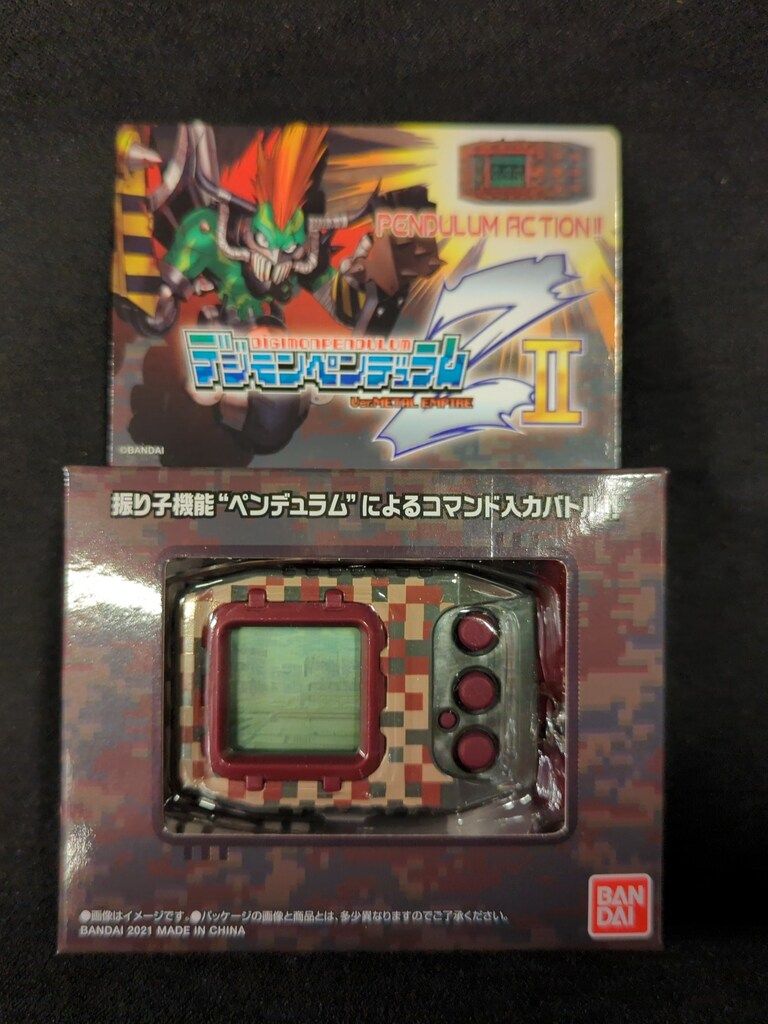 PENDULUM ACTION!!
DIGIMONPENDULUM
デジモンペンデュラム
Z II
Ver.METAL EMPIRE
©BANDAI
振り子機能“ペンデュラム”によるコマンド入力バトル!!
●画像はイメージです。●パッケージの画像と商品とは、多少異なりますのでご了承ください。
BANDAI 2021 MADE IN CHINA
BAN
DAI